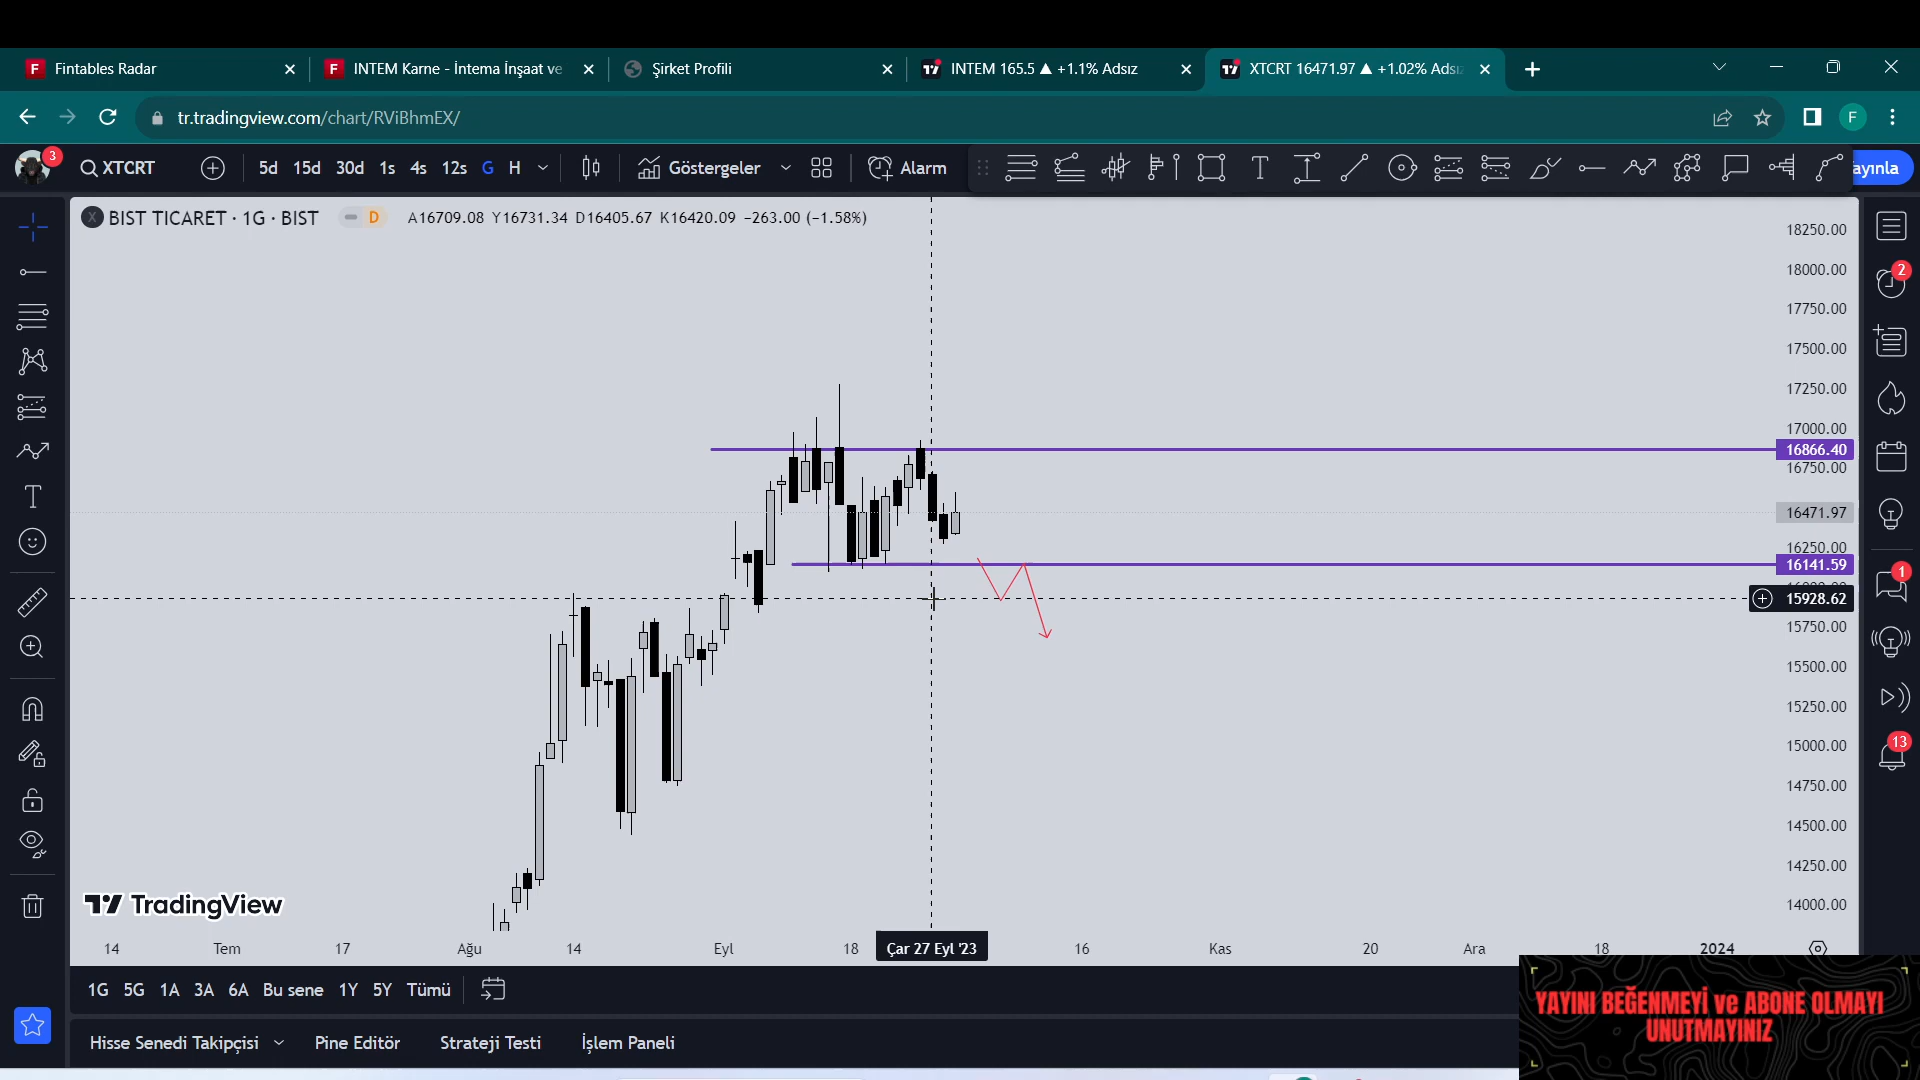 Fintables Radar
INTEM Karne - İntema İnşaat ve
Şirket Profili
INTEM 165.5 ▲ +1.1% Adsız
XTCRT 16471.97 ▲ +1.02% Adsız
tr.tradingview.com/chart/RViBhmEX/
F
3
XTCRT
5d
15d
30d
1s
4s
12s
G
H
Göstergeler
Alarm
ayınla
BIST TICARET · 1G · BIST
D
A16709.08 Y16731.34 D16405.67 K16420.09 −263.00 (−1.58%)
18250.00
18000.00
17750.00
17500.00
17250.00
17000.00
16866.40
16750.00
16471.97
16250.00
16141.59
15928.62
15750.00
15500.00
15250.00
15000.00
14750.00
14500.00
14250.00
14000.00
2
1
13
TradingView
14
Tem
17
Ağu
14
Eyl
18
Çar 27 Eyl '23
16
Kas
20
Ara
18
2024
1G
5G
1A
3A
6A
Bu sene
1Y
5Y
Tümü
Hisse Senedi Takipçisi
Pine Editör
Strateji Testi
İşlem Paneli
YAYINI BEĞENMEYİ ve ABONE OLMAYI
UNUTMAYINIZ